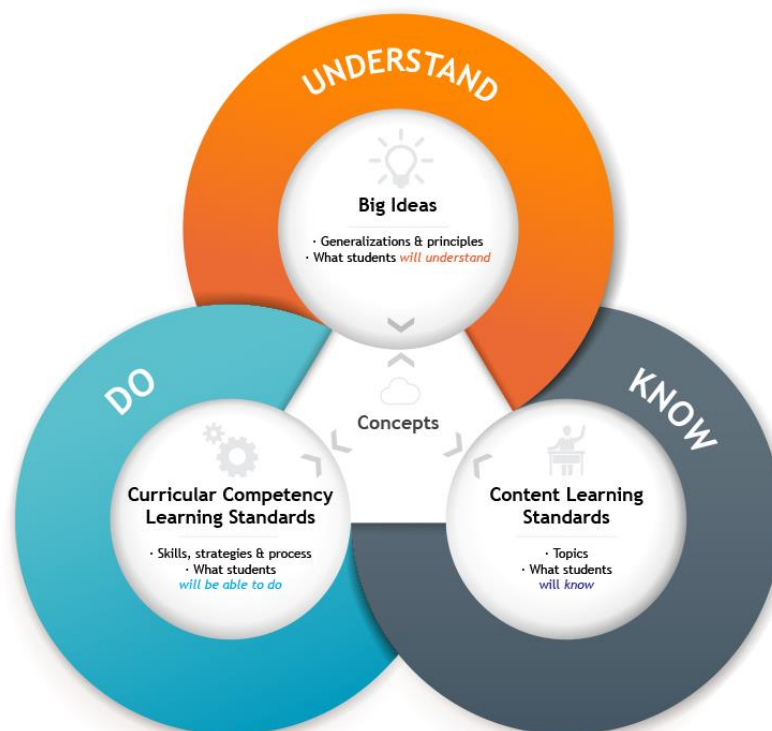 UNDERSTAND
Big Ideas
· Generalizations & principles
· What students will understand
DO
KNOW
Concepts
Curricular Competency
Learning Standards
· Skills, strategies & process
· What students
will be able to do
Content Learning
Standards
· Topics
· What students
will know